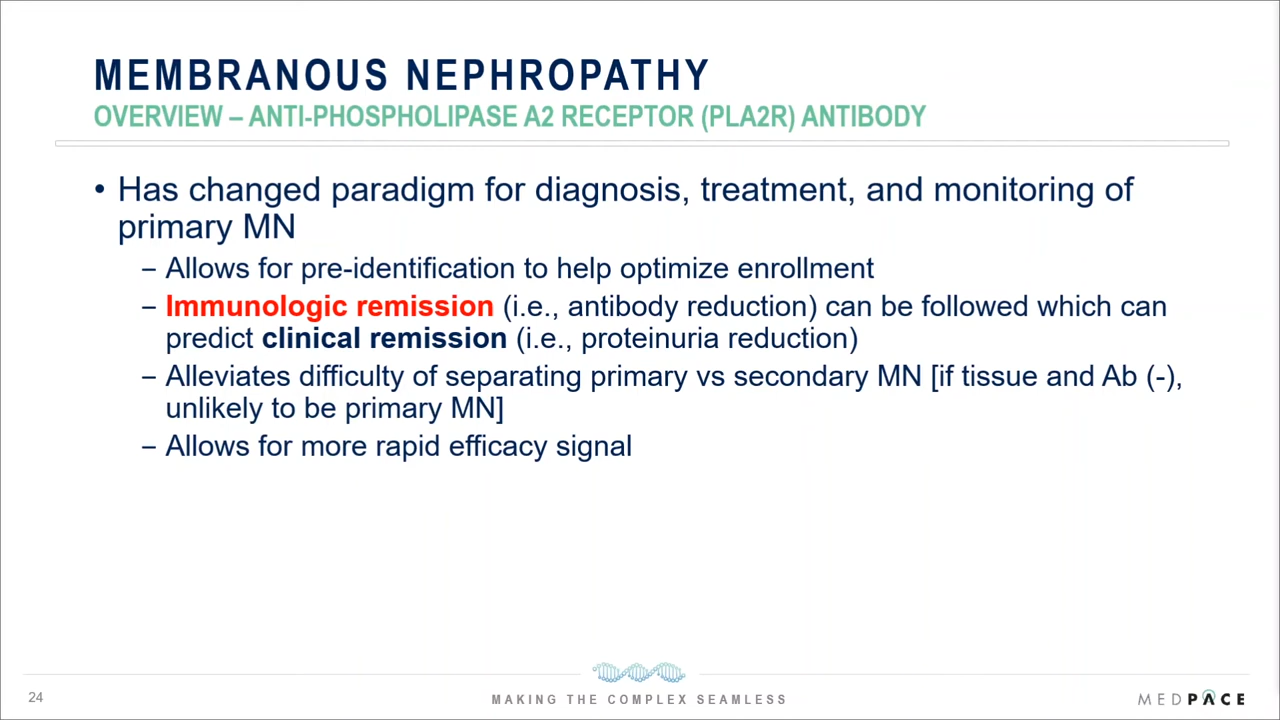 MEMBRANOUS NEPHROPATHY
OVERVIEW – ANTI-PHOSPHOLIPASE A2 RECEPTOR (PLA2R) ANTIBODY
• Has changed paradigm for diagnosis, treatment, and monitoring of
primary MN
– Allows for pre-identification to help optimize enrollment
– Immunologic remission (i.e., antibody reduction) can be followed which can
predict clinical remission (i.e., proteinuria reduction)
– Alleviates difficulty of separating primary vs secondary MN [if tissue and Ab (-),
unlikely to be primary MN]
– Allows for more rapid efficacy signal
24
MAKING THE COMPLEX SEAMLESS
MEDPACE